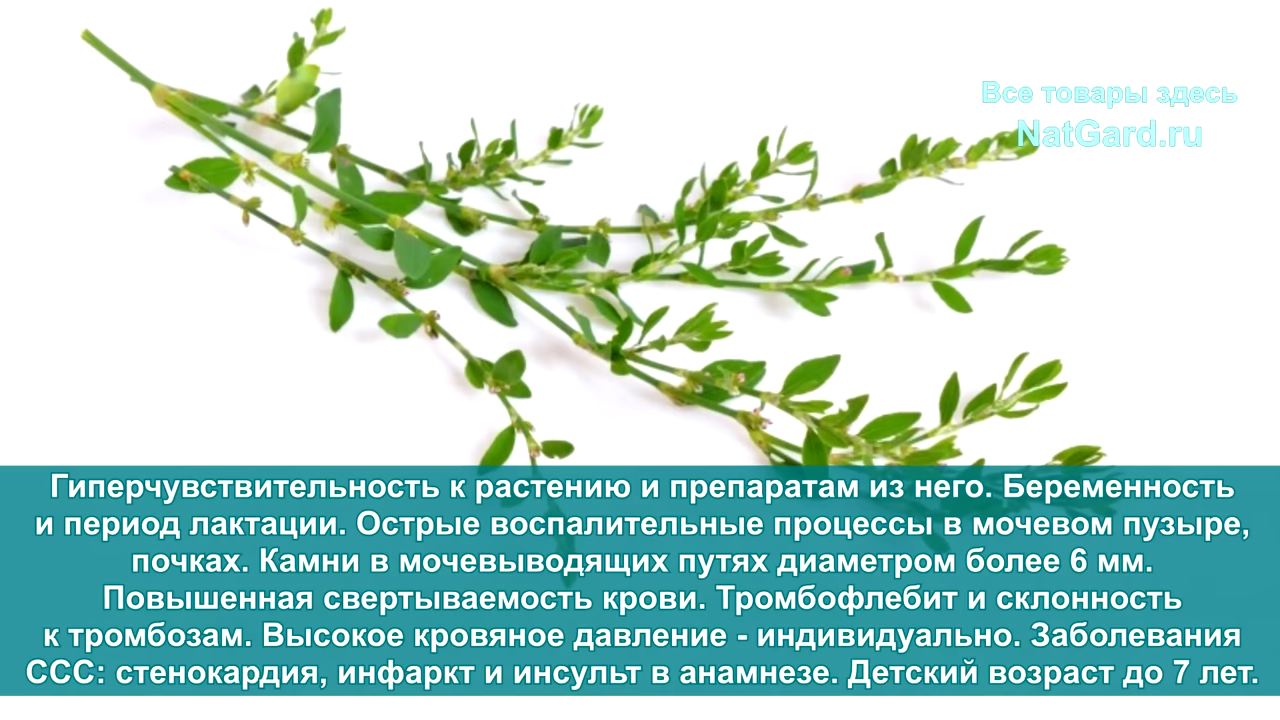 Все товары здесь
NatGard.ru
Гиперчувствительность к растению и препаратам из него. Беременность
и период лактации. Острые воспалительные процессы в мочевом пузыре,
почках. Камни в мочевыводящих путях диаметром более 6 мм.
Повышенная свертываемость крови. Тромбофлебит и склонность
к тромбозам. Высокое кровяное давление - индивидуально. Заболевания
ССС: стенокардия, инфаркт и инсульт в анамнезе. Детский возраст до 7 лет.